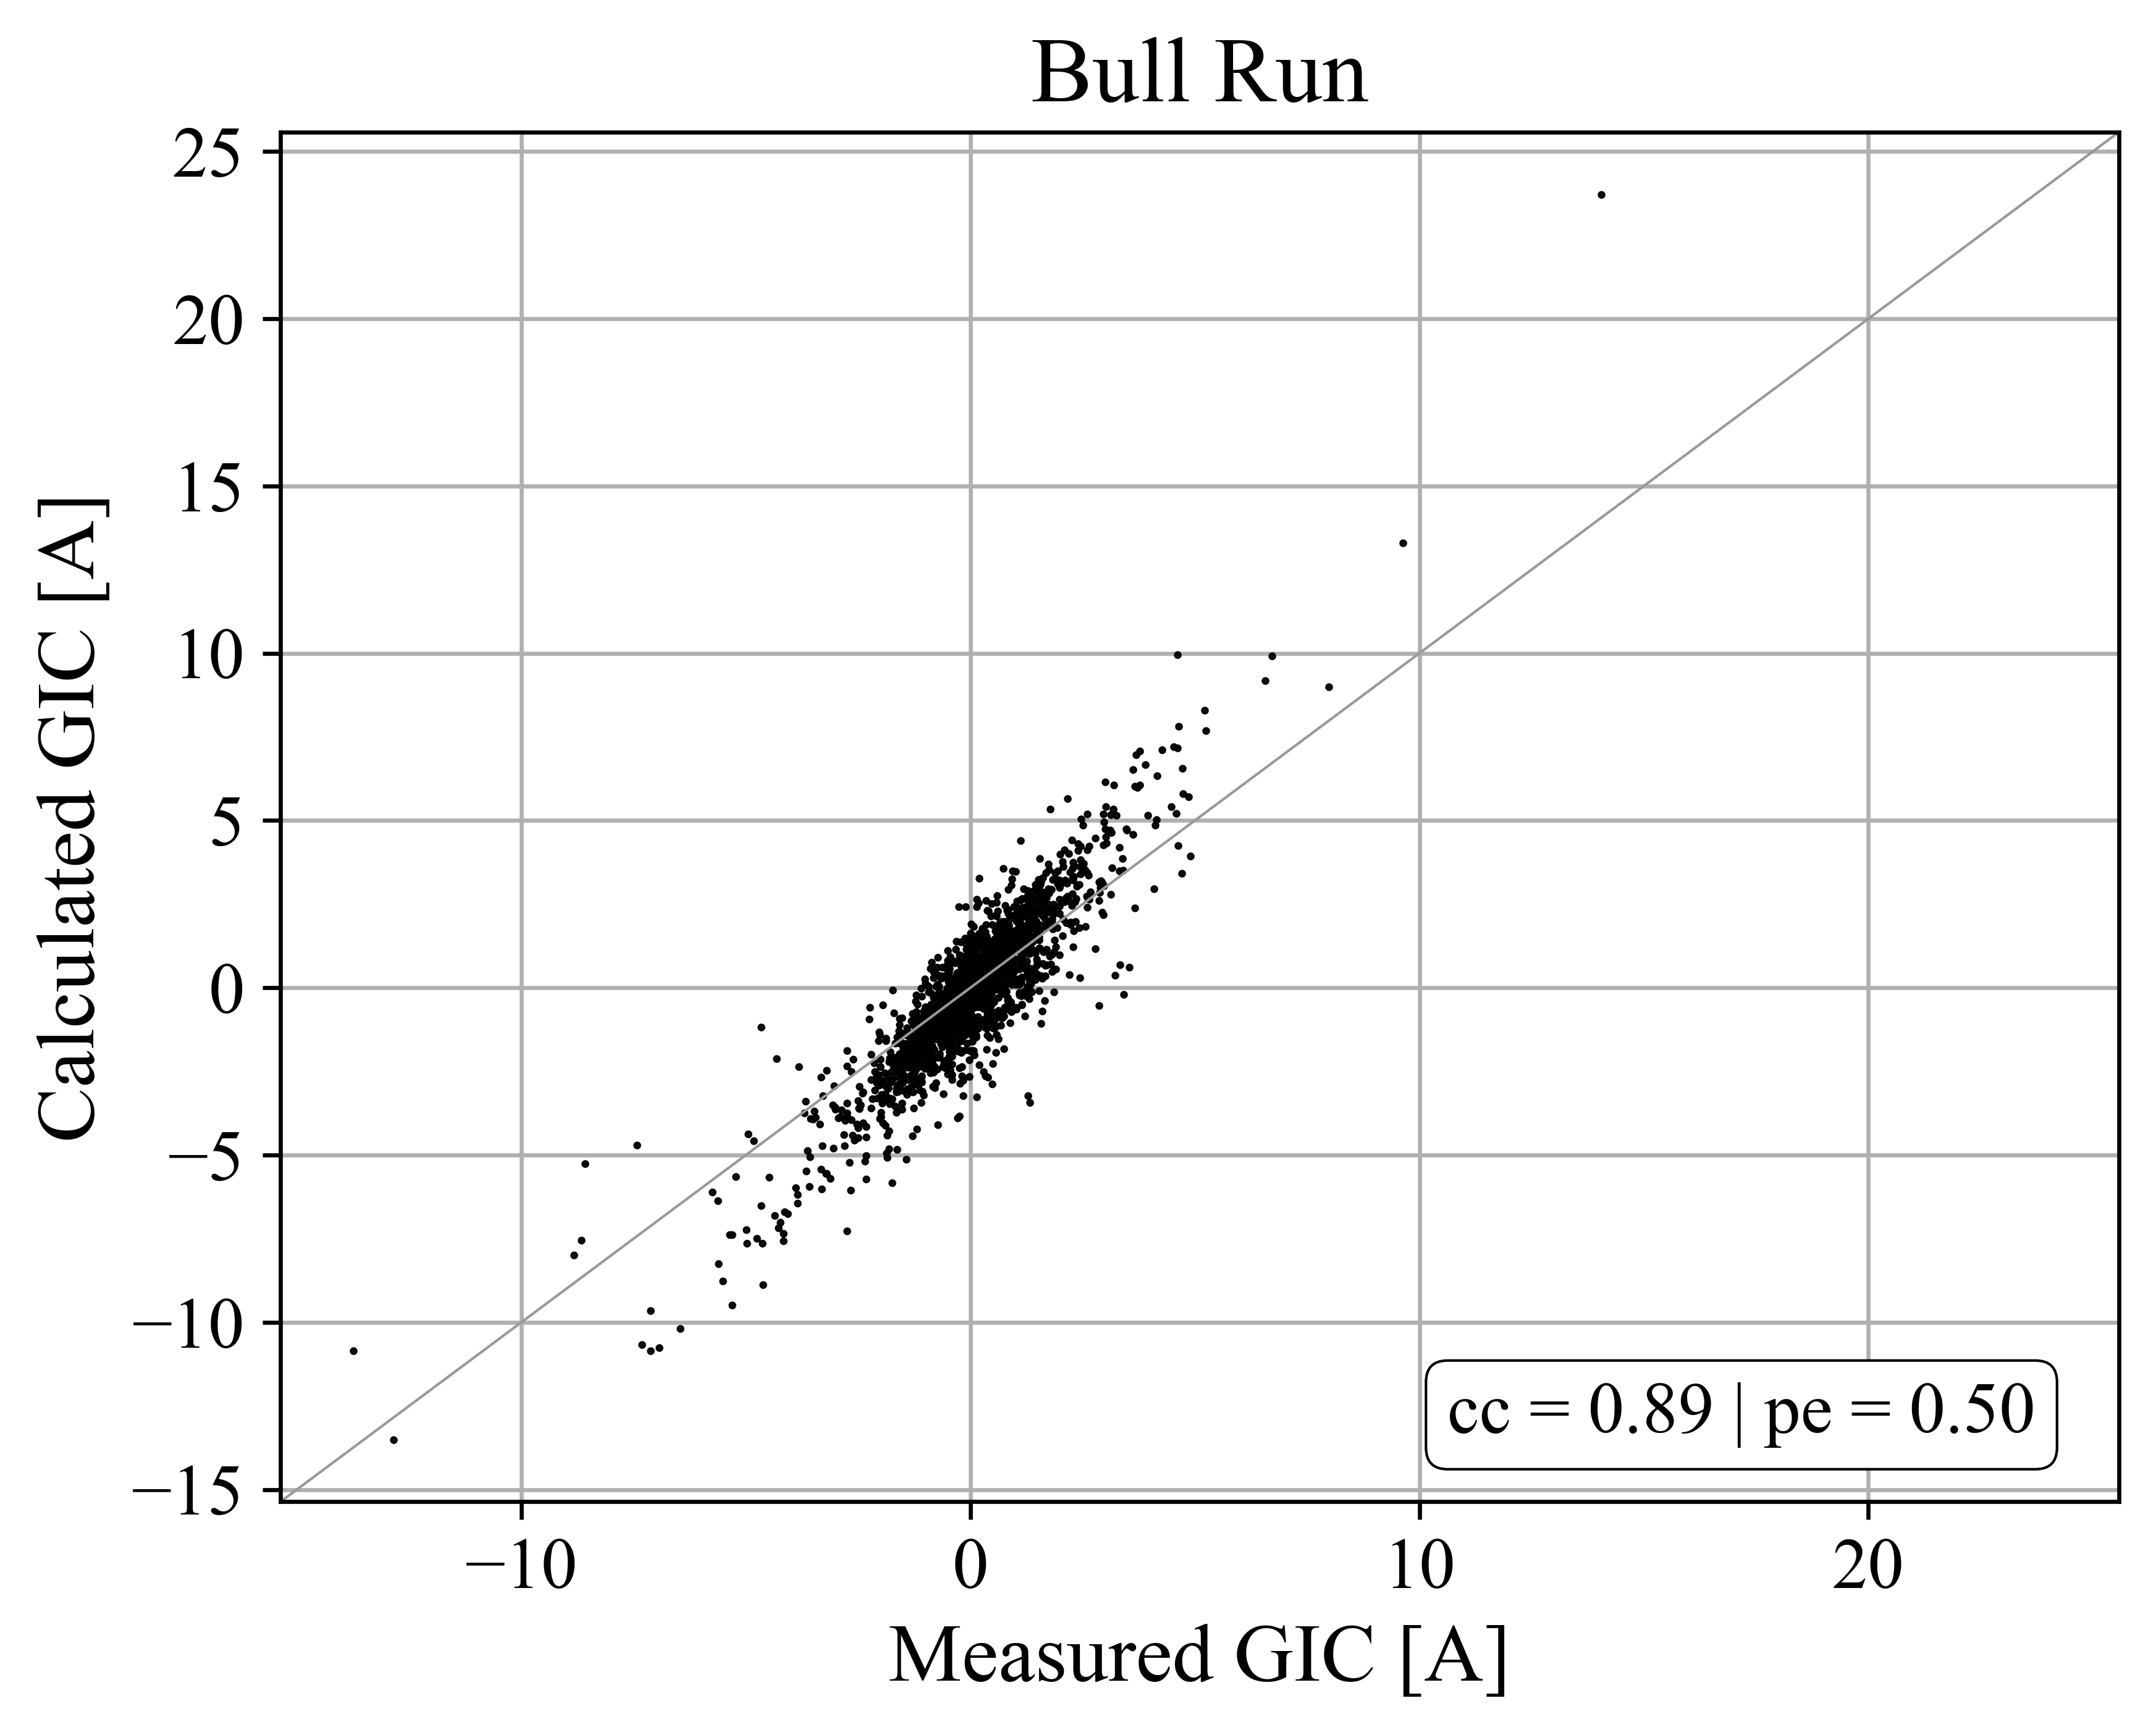 Bull Run
25
20
15
10
5
0
−5
−10
−15
Calculated GIC [A]
cc = 0.89 | pe = 0.50
−10 0 10 20
Measured GIC [A]